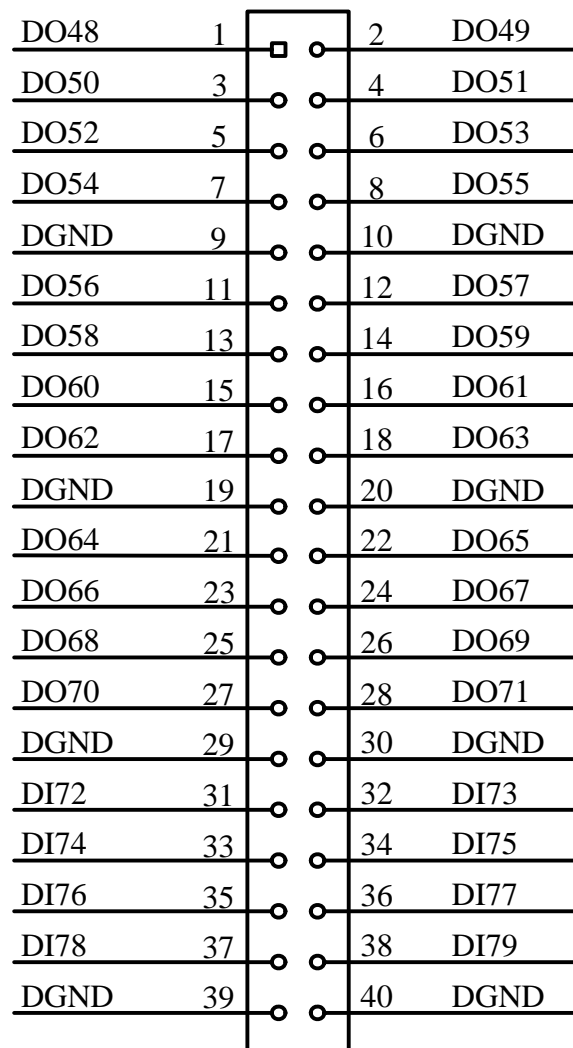 DO48 1 2 DO49
DO50 3 4 DO51
DO52 5 6 DO53
DO54 7 8 DO55
DGND 9 10 DGND
DO56 11 12 DO57
DO58 13 14 DO59
DO60 15 16 DO61
DO62 17 18 DO63
DGND 19 20 DGND
DO64 21 22 DO65
DO66 23 24 DO67
DO68 25 26 DO69
DO70 27 28 DO71
DGND 29 30 DGND
DI72 31 32 DI73
DI74 33 34 DI75
DI76 35 36 DI77
DI78 37 38 DI79
DGND 39 40 DGND